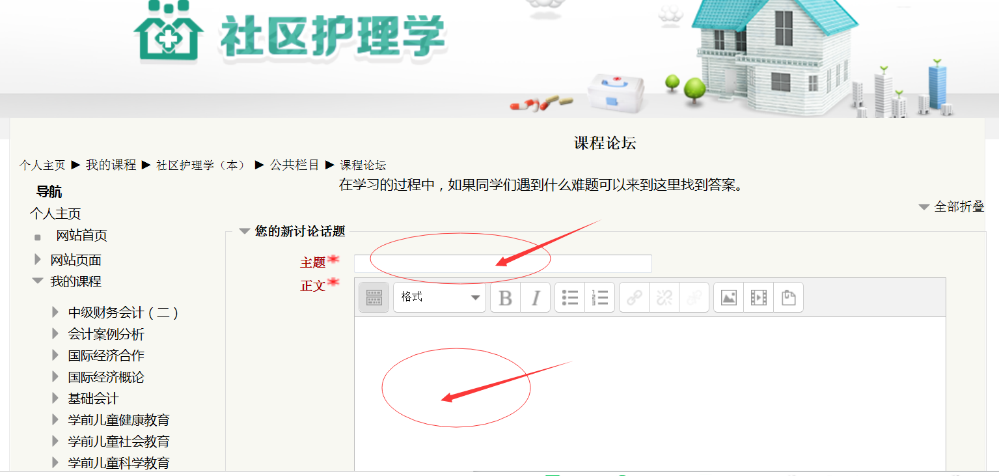 社区护理学
课程论坛
个人主页 ▶ 我的课程 ▶ 社区护理学（本） ▶ 公共栏目 ▶ 课程论坛
导航
在学习的过程中，如果同学们遇到什么难题可以来到这里找到答案。
个人主页
全部折叠
网站首页
您的新讨论话题
网站页面
主题*
我的课程
正文*
格式 B I
中级财务会计（二）
会计案例分析
国际经济合作
国际经济概论
基础会计
学前儿童健康教育
学前儿童社会教育
学前儿童科学教育